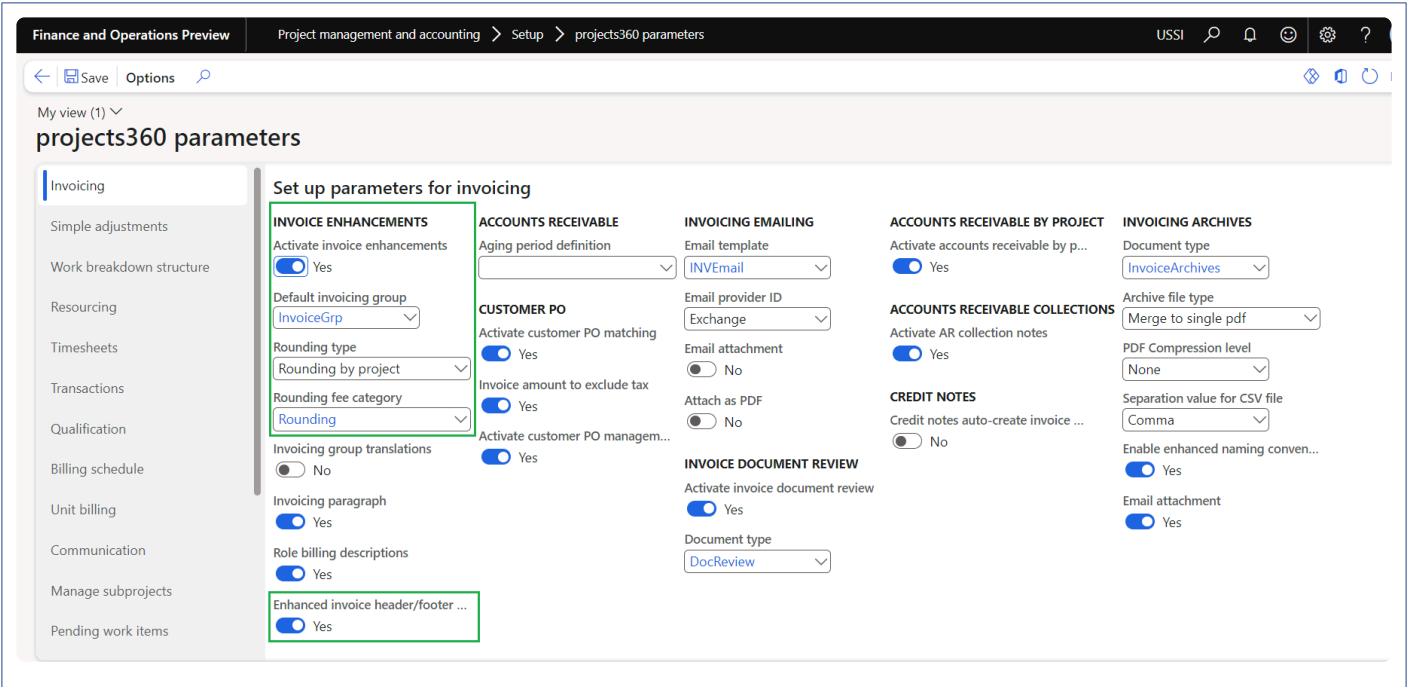 Finance and Operations Preview
Project management and accounting > Setup > projects360 parameters
USSI
?
Save
Options
My view (1)
projects360 parameters
Invoicing
Simple adjustments
Work breakdown structure
Resourcing
Timesheets
Transactions
Qualification
Billing schedule
Unit billing
Communication
Manage subprojects
Pending work items
Set up parameters for invoicing
INVOICE ENHANCEMENTS
Activate invoice enhancements
Yes
Default invoicing group
InvoiceGrp
Rounding type
Rounding by project
Rounding fee category
Rounding
Invoicing group translations
No
Invoicing paragraph
Yes
Role billing descriptions
Yes
Enhanced invoice header/footer ...
Yes
ACCOUNTS RECEIVABLE
Aging period definition
CUSTOMER PO
Activate customer PO matching
Yes
Invoice amount to exclude tax
Yes
Activate customer PO managem...
Yes
INVOICING EMAILING
Email template
INVEmail
Email provider ID
Exchange
Email attachment
No
Attach as PDF
No
INVOICE DOCUMENT REVIEW
Activate invoice document review
Yes
Document type
DocReview
ACCOUNTS RECEIVABLE BY PROJECT
Activate accounts receivable by p...
Yes
ACCOUNTS RECEIVABLE COLLECTIONS
Activate AR collection notes
Yes
CREDIT NOTES
Credit notes auto-create invoice ...
No
INVOICING ARCHIVES
Document type
InvoiceArchives
Archive file type
Merge to single pdf
PDF Compression level
None
Separation value for CSV file
Comma
Enable enhanced naming conven...
Yes
Email attachment
Yes